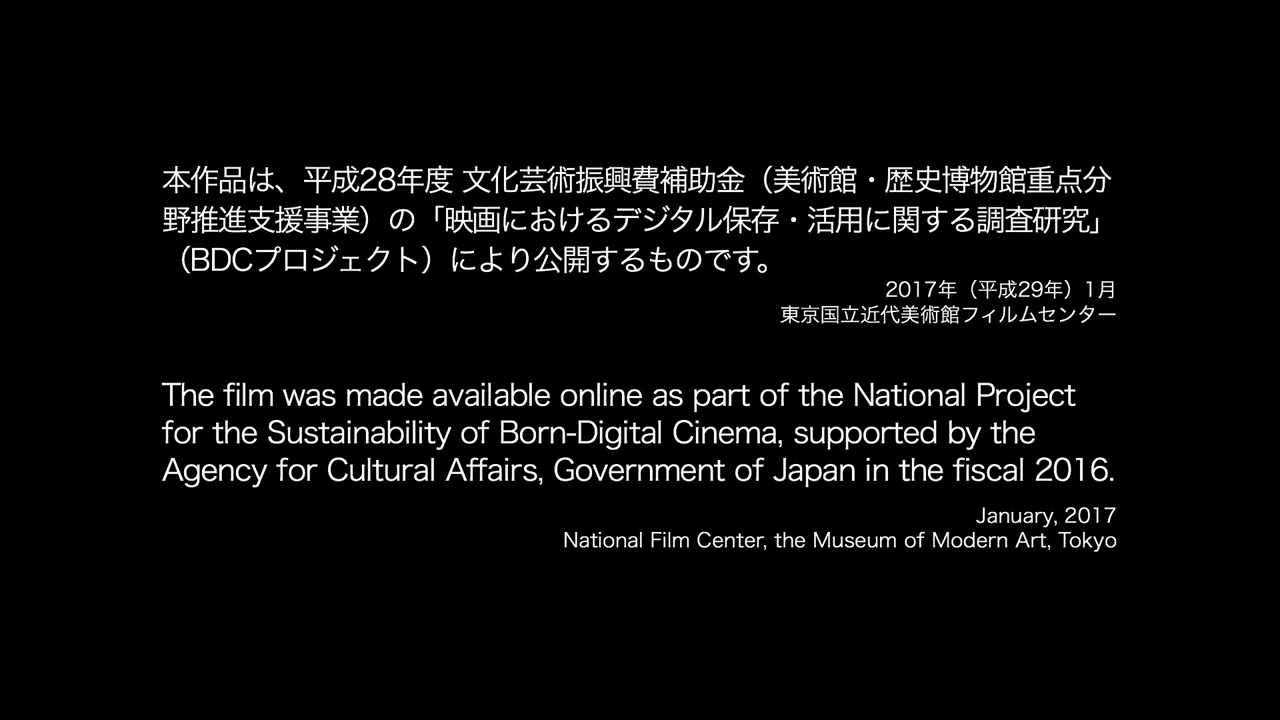 本作品は、平成28年度 文化芸術振興費補助金（美術館・歴史博物館重点分
野推進支援事業）の「映画におけるデジタル保存・活用に関する調査研究」
（BDCプロジェクト）により公開するものです。
2017年（平成29年）1月
東京国立近代美術館フィルムセンター
The film was made available online as part of the National Project
for the Sustainability of Born-Digital Cinema, supported by the
Agency for Cultural Affairs, Government of Japan in the fiscal 2016.
January, 2017
National Film Center, the Museum of Modern Art, Tokyo